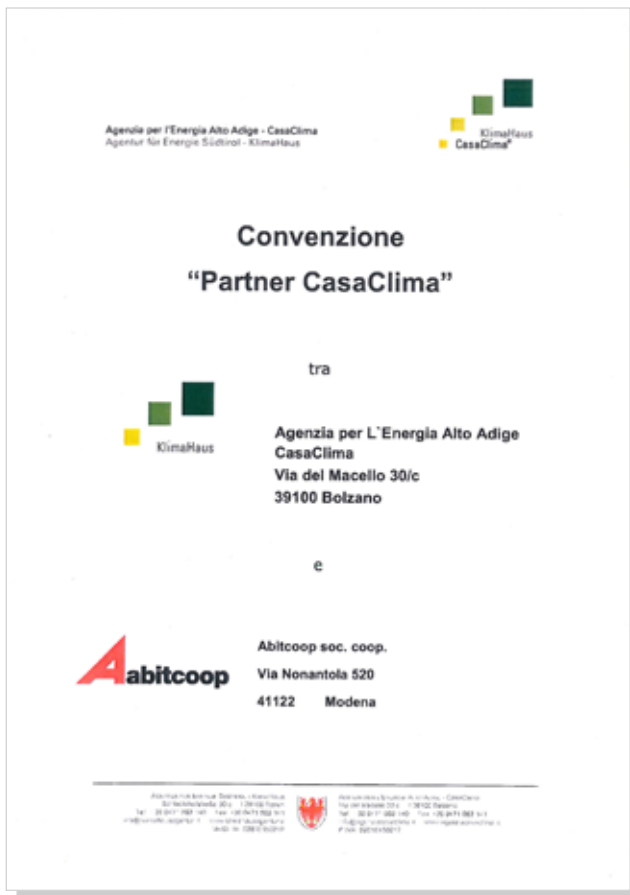 Agenzia per l'Energia Alto Adige - CasaClima
Agentur für Energie Südtirol - KlimaHaus
KlimaHaus
CasaClima®
Convenzione
“Partner CasaClima”
tra
KlimaHaus
Agenzia per L`Energia Alto Adige
CasaClima
Via del Macello 30/c
39100 Bolzano
e
abitcoop
Abitcoop soc. coop.
Via Nonantola 520
41122 Modena